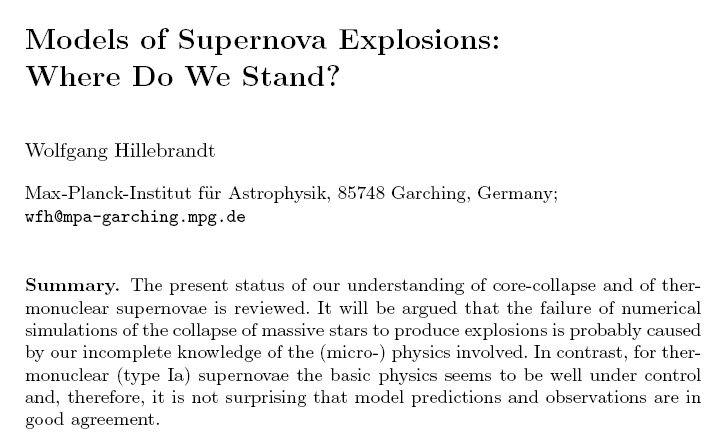 Models of Supernova Explosions:
Where Do We Stand?
Wolfgang Hillebrandt
Max-Planck-Institut für Astrophysik, 85748 Garching, Germany;
wfh@mpa-garching.mpg.de
Summary. The present status of our understanding of core-collapse and of ther-
monuclear supernovae is reviewed. It will be argued that the failure of numerical
simulations of the collapse of massive stars to produce explosions is probably caused
by our incomplete knowledge of the (micro-) physics involved. In contrast, for ther-
monuclear (type Ia) supernovae the basic physics seems to be well under control
and, therefore, it is not surprising that model predictions and observations are in
good agreement.